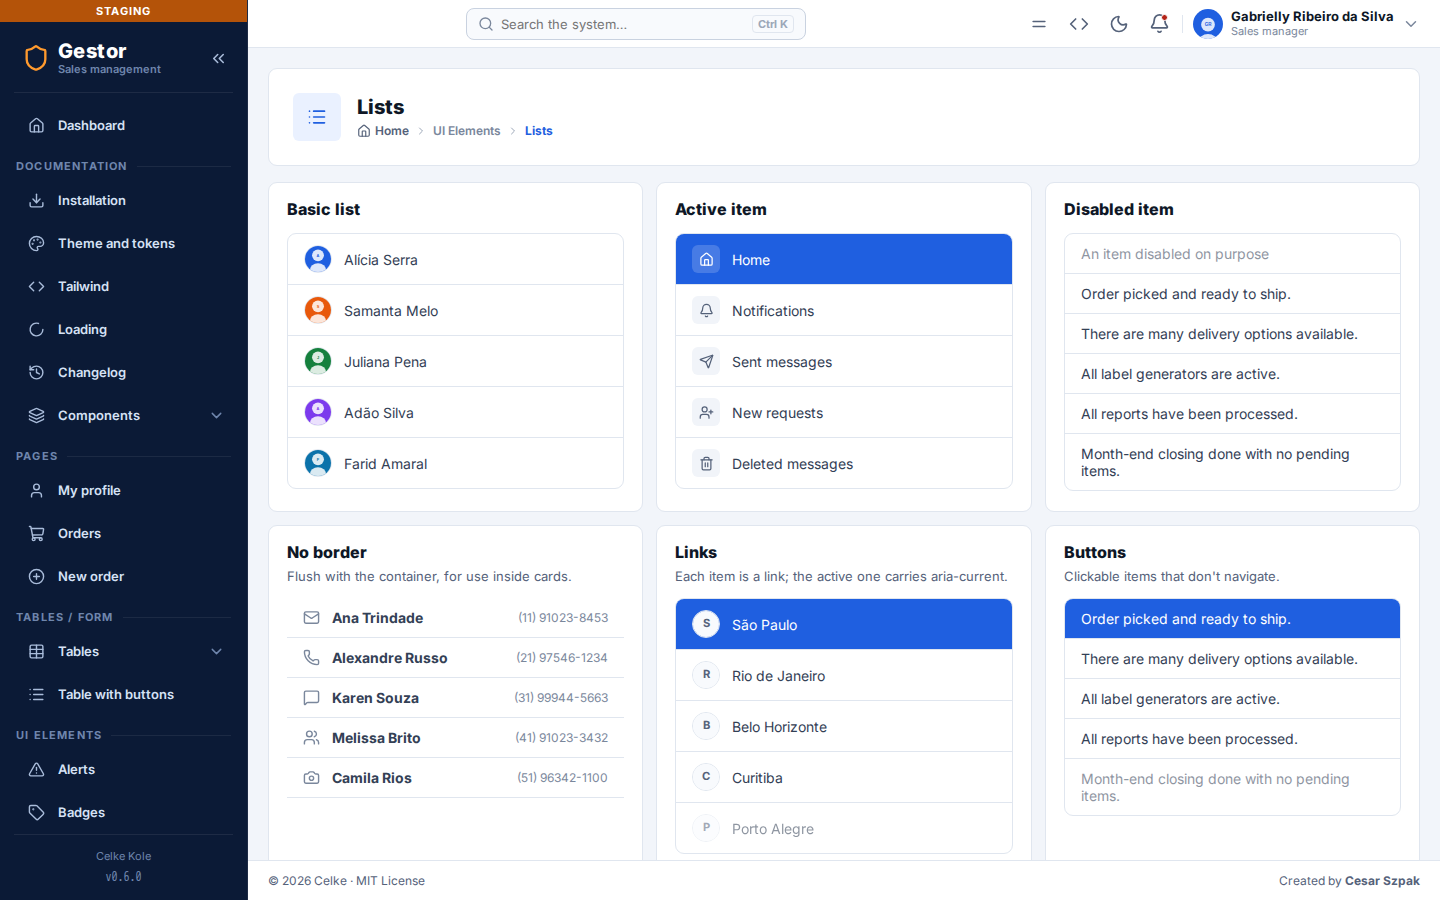 STAGING
Gestor
Sales management
Dashboard
DOCUMENTATION
Installation
Theme and tokens
Tailwind
Loading
Changelog
Components
PAGES
My profile
Orders
New order
TABLES / FORM
Tables
Table with buttons
UI ELEMENTS
Alerts
Badges
Celke Kole
v0.6.0
Search the system...
Ctrl K
GR
Gabrielly Ribeiro da Silva
Sales manager
Lists
Home
UI Elements
Lists
Basic list
Alícia Serra
Samanta Melo
Juliana Pena
Adão Silva
Farid Amaral
Active item
Home
Notifications
Sent messages
New requests
Deleted messages
Disabled item
An item disabled on purpose
Order picked and ready to ship.
There are many delivery options available.
All label generators are active.
All reports have been processed.
Month-end closing done with no pending
items.
No border
Flush with the container, for use inside cards.
Ana Trindade (11) 91023-8453
Alexandre Russo (21) 97546-1234
Karen Souza (31) 99944-5663
Melissa Brito (41) 91023-3432
Camila Rios (51) 96342-1100
Links
Each item is a link; the active one carries aria-current.
S São Paulo
R Rio de Janeiro
B Belo Horizonte
C Curitiba
P Porto Alegre
Buttons
Clickable items that don't navigate.
Order picked and ready to ship.
There are many delivery options available.
All label generators are active.
All reports have been processed.
Month-end closing done with no pending
items.
© 2026 Celke · MIT License
Created by Cesar Szpak